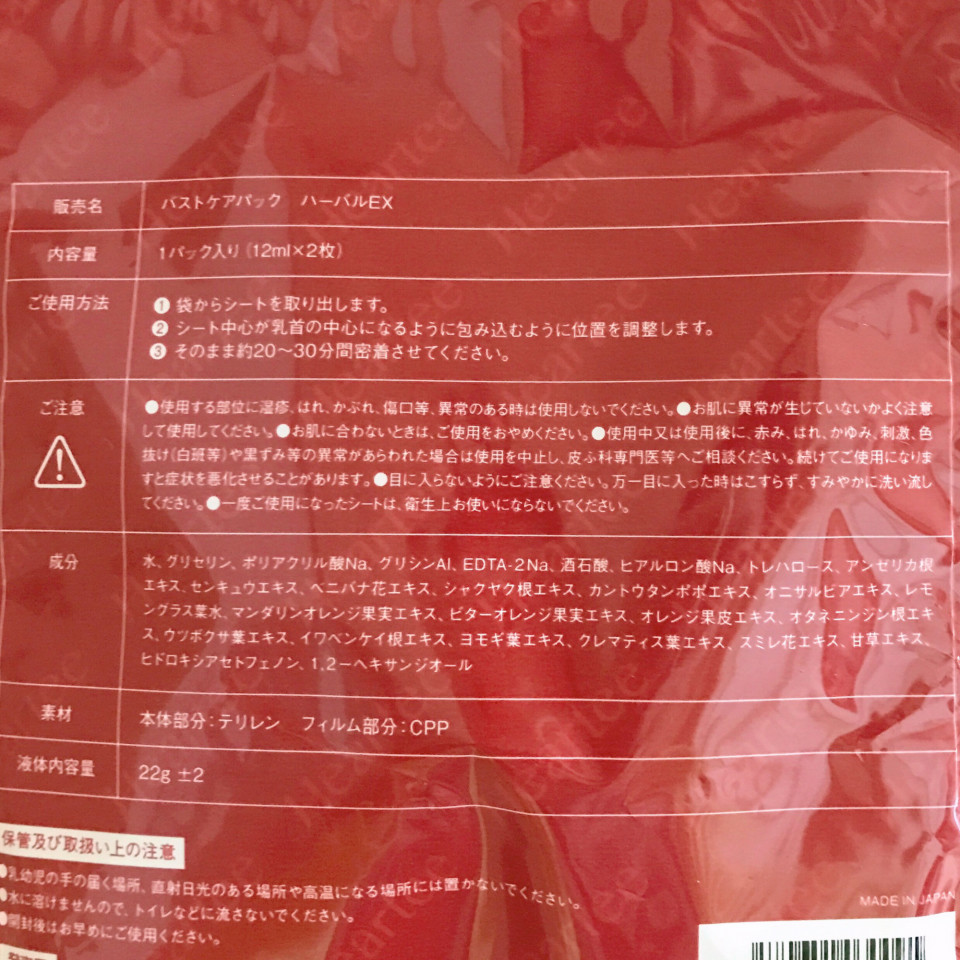 販売名 バストケアパック ハーバルEX
内容量 1パック入り(12ml×2枚)
ご使用方法 ❶ 袋からシートを取り出します。
❷ シート中心が乳首の中心になるように包み込むように位置を調整します。
❸ そのまま約20〜30分間密着させてください。
ご注意 ●使用する部位に湿疹、はれ、かぶれ、傷口等、異常のある時は使用しないでください。●お肌に異常が生じていないかよく注意
して使用してください。●お肌に合わないときは、ご使用をおやめください。●使用中又は使用後に、赤み、はれ、かゆみ、刺激、色
抜け(白斑等)や黒ずみ等の異常があらわれた場合は使用を中止し、皮ふ科専門医等へご相談ください。続けてご使用になりま
すと症状を悪化させることがあります。●目に入らないようにご注意ください。万一目に入った時はこすらず、すみやかに洗い流し
てください。●一度ご使用になったシートは、衛生上お使いにならないでください。
成分 水、グリセリン、ポリアクリル酸Na、グリシンAl、EDTA-2Na、酒石酸、ヒアルロン酸Na、トレハロース、アンゼリカ根
エキス、センキュウエキス、ベニバナ花エキス、シャクヤク根エキス、カントウタンポポエキス、オニサルビアエキス、レモ
ングラス葉水、マンダリンオレンジ果実エキス、ビターオレンジ果実エキス、オレンジ果皮エキス、オタネニンジン根エキ
ス、ウツボクサ葉エキス、イワベンケイ根エキス、ヨモギ葉エキス、クレマティス葉エキス、スミレ花エキス、甘草エキス、
ヒドロキシアセトフェノン、1,2−ヘキサンジオール
素材 本体部分:テリレン フィルム部分:CPP
液体内容量 22g ±2
保管及び取扱い上の注意
●乳幼児の手の届く場所、直射日光のある場所や高温になる場所には置かないでください。
●水に溶けませんので、トイレなどに流さないでください。
●開封後はお早めにご使用ください。
MADE IN JAPAN
Heartee